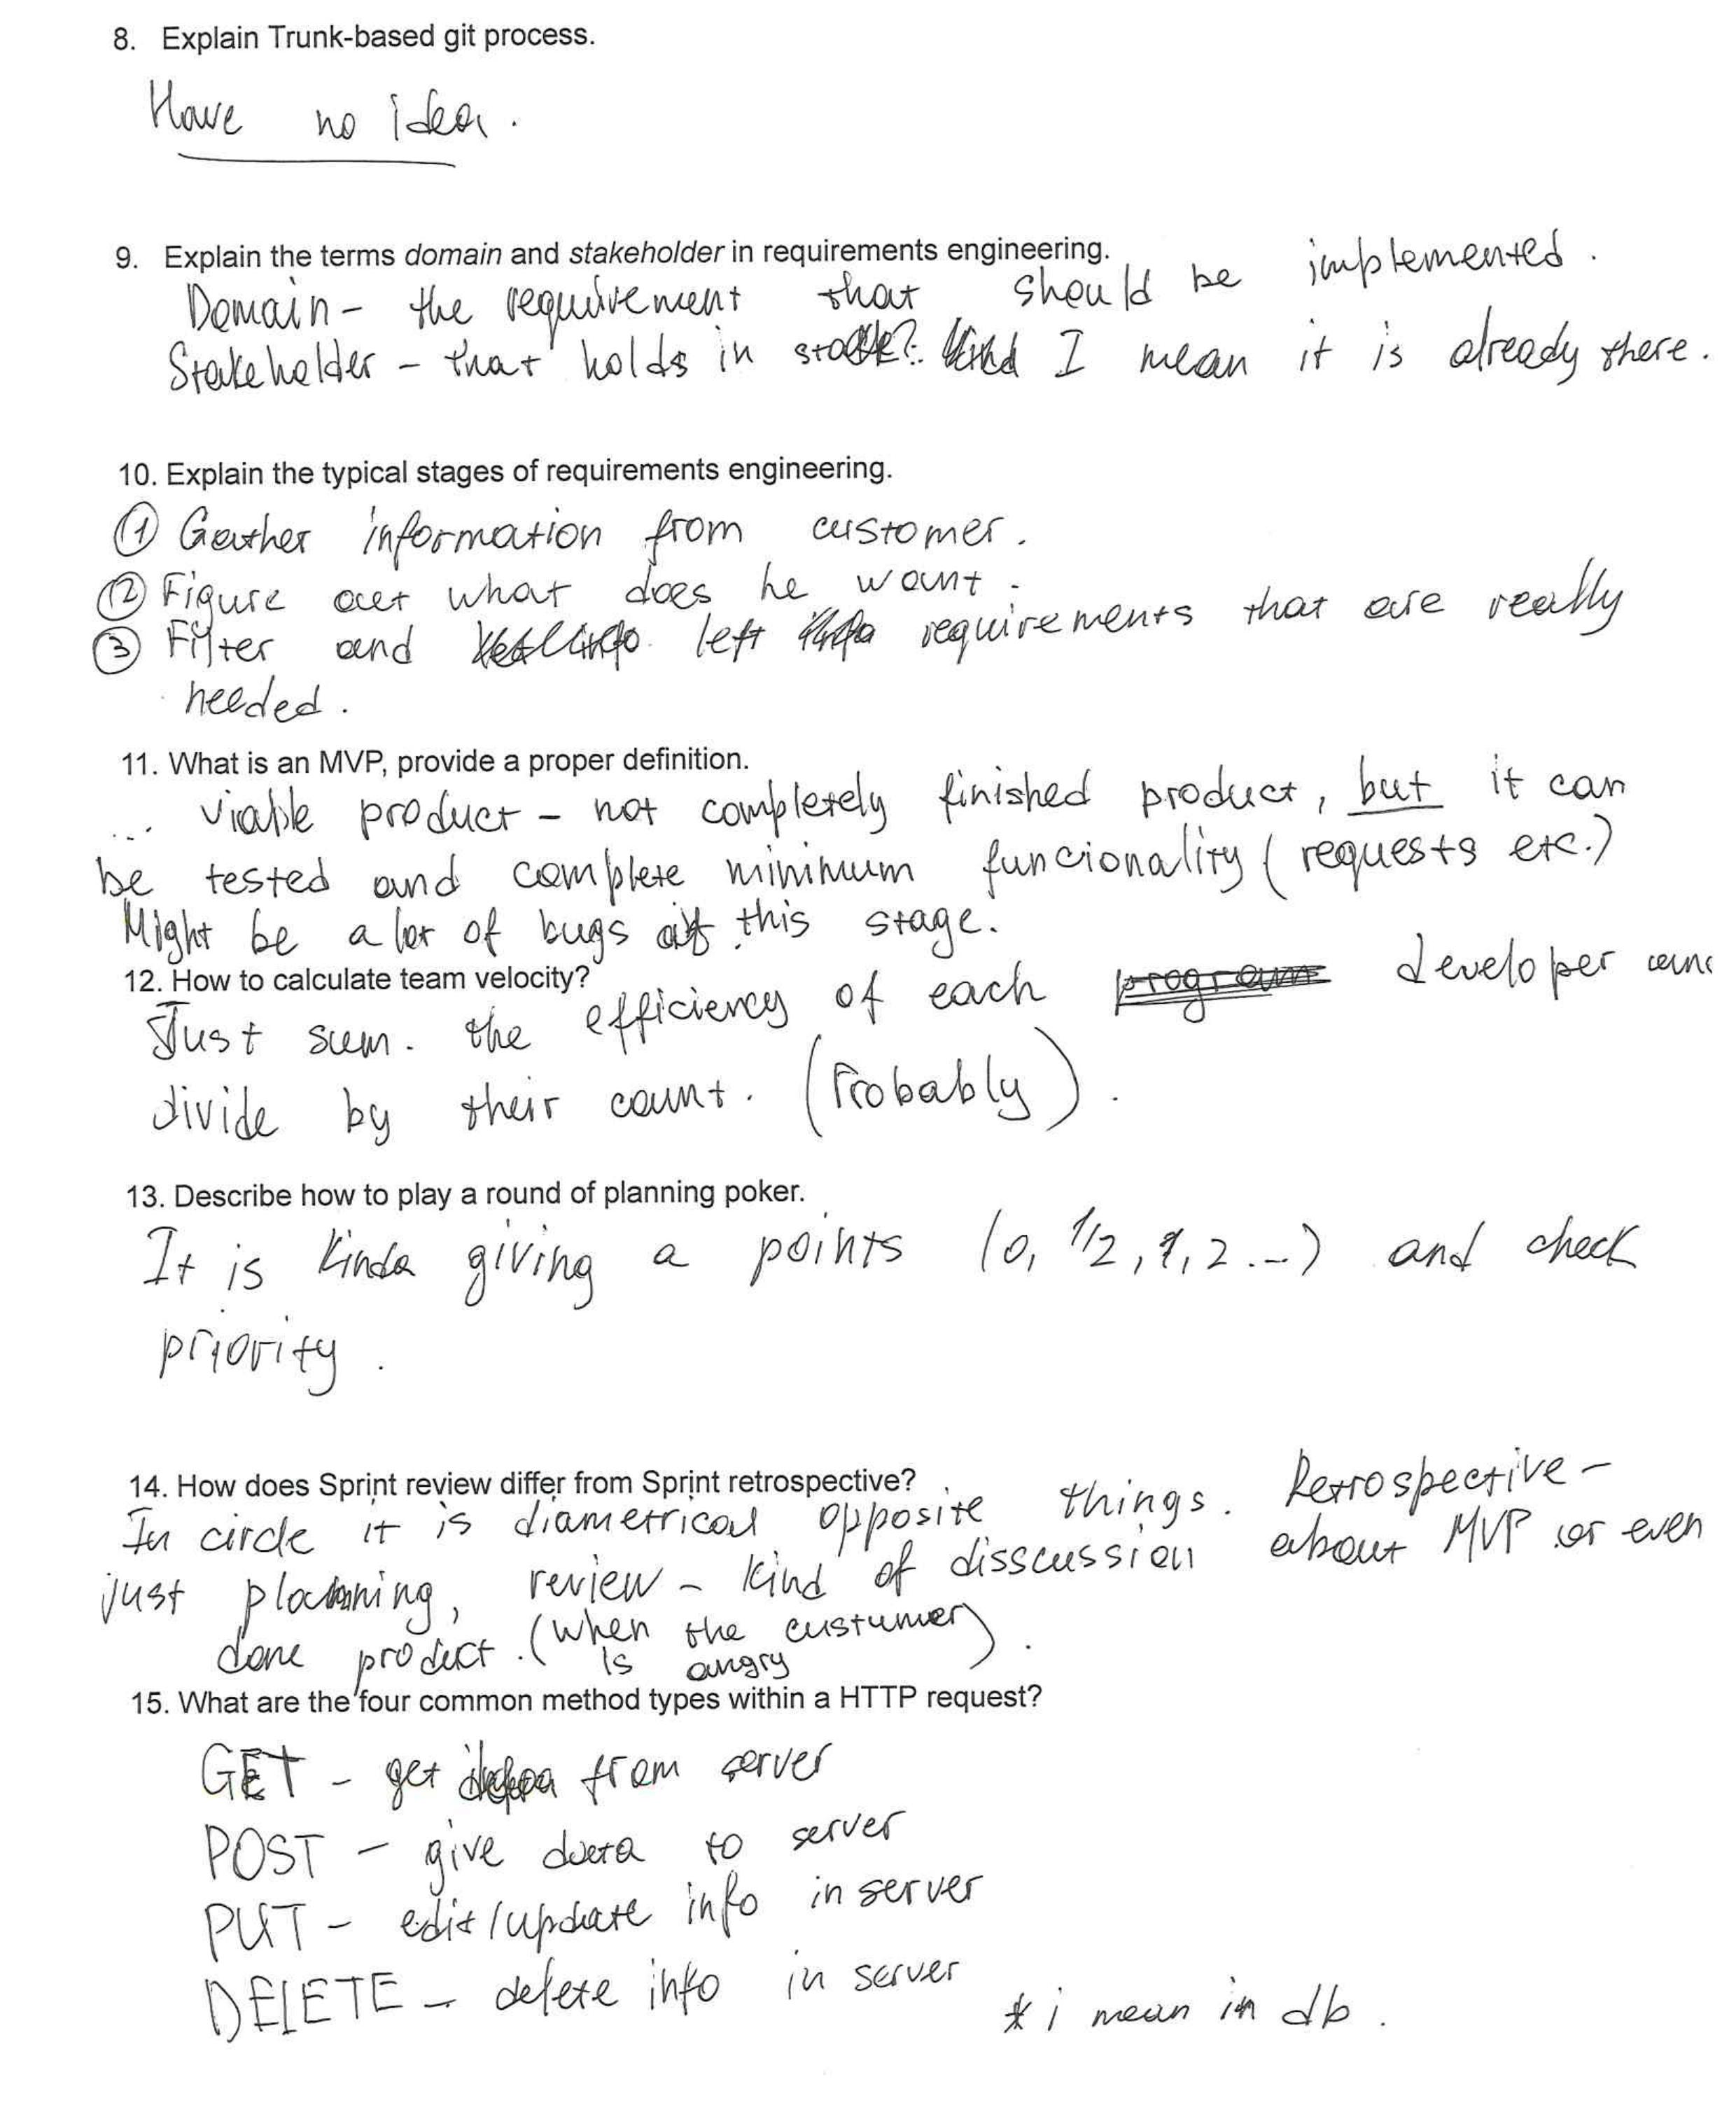 8. Explain Trunk-based git process.
Have no idea.
9. Explain the terms domain and stakeholder in requirements engineering.
Domain - the requirement that should be implemented.
Stakeholder - that holds in stock? I mean it is already there.
10. Explain the typical stages of requirements engineering.
① Gather information from customer.
② Figure out what does he want.
③ Filter and left requirements that are really
needed.
11. What is an MVP, provide a proper definition.
... viable product - not completely finished product, but it can
be tested and complete minimum funcionality (requests etc.)
Might be a lot of bugs at this stage.
12. How to calculate team velocity?
Just sum. the efficiency of each program developer and
divide by their count. (Probably).
13. Describe how to play a round of planning poker.
It is kinda giving a points (0, 1/2, 1, 2 ...) and check
priority.
14. How does Sprint review differ from Sprint retrospective?
In circle it is diametrical opposite things. Retrospective -
just planning, review - kind of disscussion about MVP or even
done product. (when the custumer
is angry).
15. What are the four common method types within a HTTP request?
GET - get from server
POST - give data to server
PUT - edit/update info in server
DELETE - delete info in server
* i mean in db.